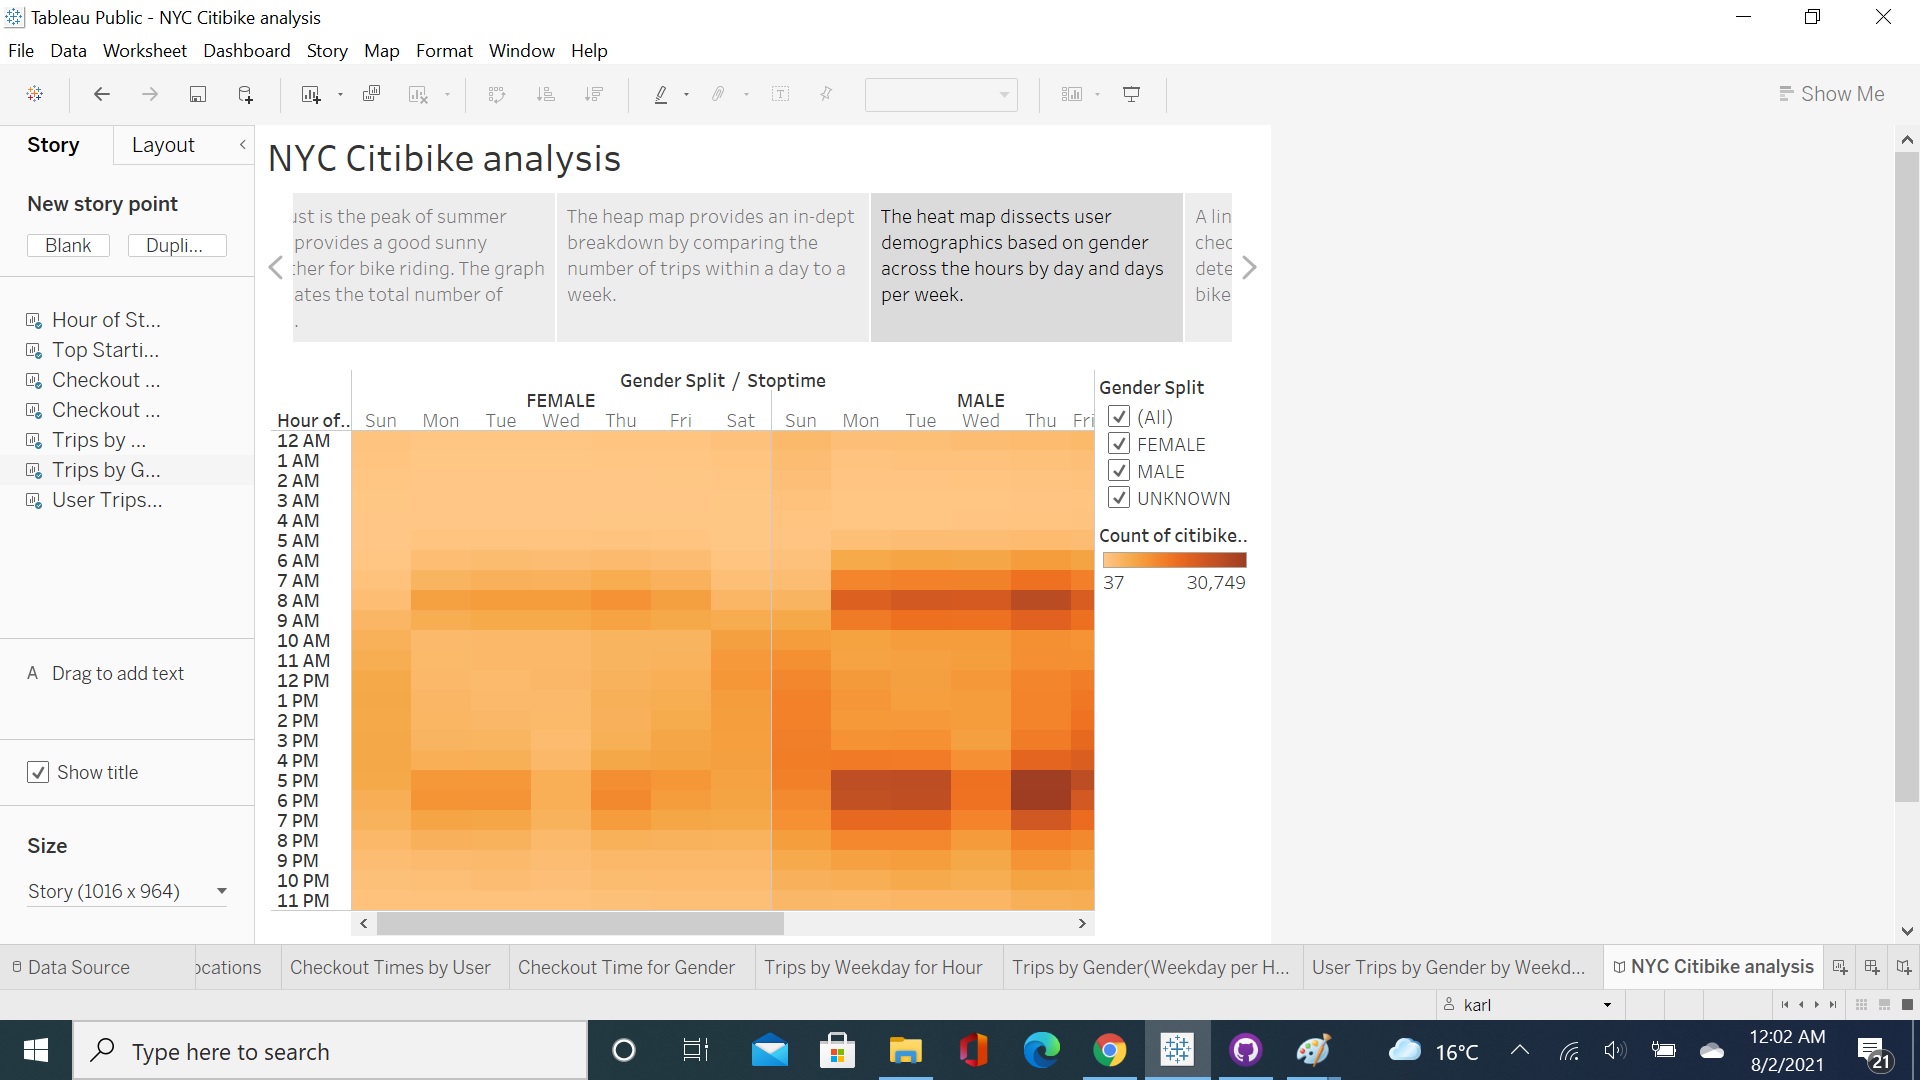 Tableau Public - NYC Citibike analysis
File Data Worksheet Dashboard Story Map Format Window Help
Show Me
Story Layout
New story point
Blank Dupli...
Hour of St...
Top Starti...
Checkout ...
Checkout ...
Trips by ...
Trips by G...
User Trips...
A Drag to add text
Show title
Size
Story (1016 x 964)
NYC Citibike analysis
ust is the peak of summer
provides a good sunny
ther for bike riding. The graph
ates the total number of
.
The heap map provides an in-dept
breakdown by comparing the
number of trips within a day to a
week.
The heat map dissects user
demographics based on gender
across the hours by day and days
per week.
A lin
chec
dete
bike
Gender Split / Stoptime
FEMALE MALE
Hour of.. Sun Mon Tue Wed Thu Fri Sat Sun Mon Tue Wed Thu Fri
12 AM
1 AM
2 AM
3 AM
4 AM
5 AM
6 AM
7 AM
8 AM
9 AM
10 AM
11 AM
12 PM
1 PM
2 PM
3 PM
4 PM
5 PM
6 PM
7 PM
8 PM
9 PM
10 PM
11 PM
Gender Split
(All)
FEMALE
MALE
UNKNOWN
Count of citibike..
37 30,749
Data Source ocations Checkout Times by User Checkout Time for Gender Trips by Weekday for Hour Trips by Gender(Weekday per H... User Trips by Gender by Weekd... NYC Citibike analysis
karl
Type here to search
16°C
12:02 AM
8/2/2021
21